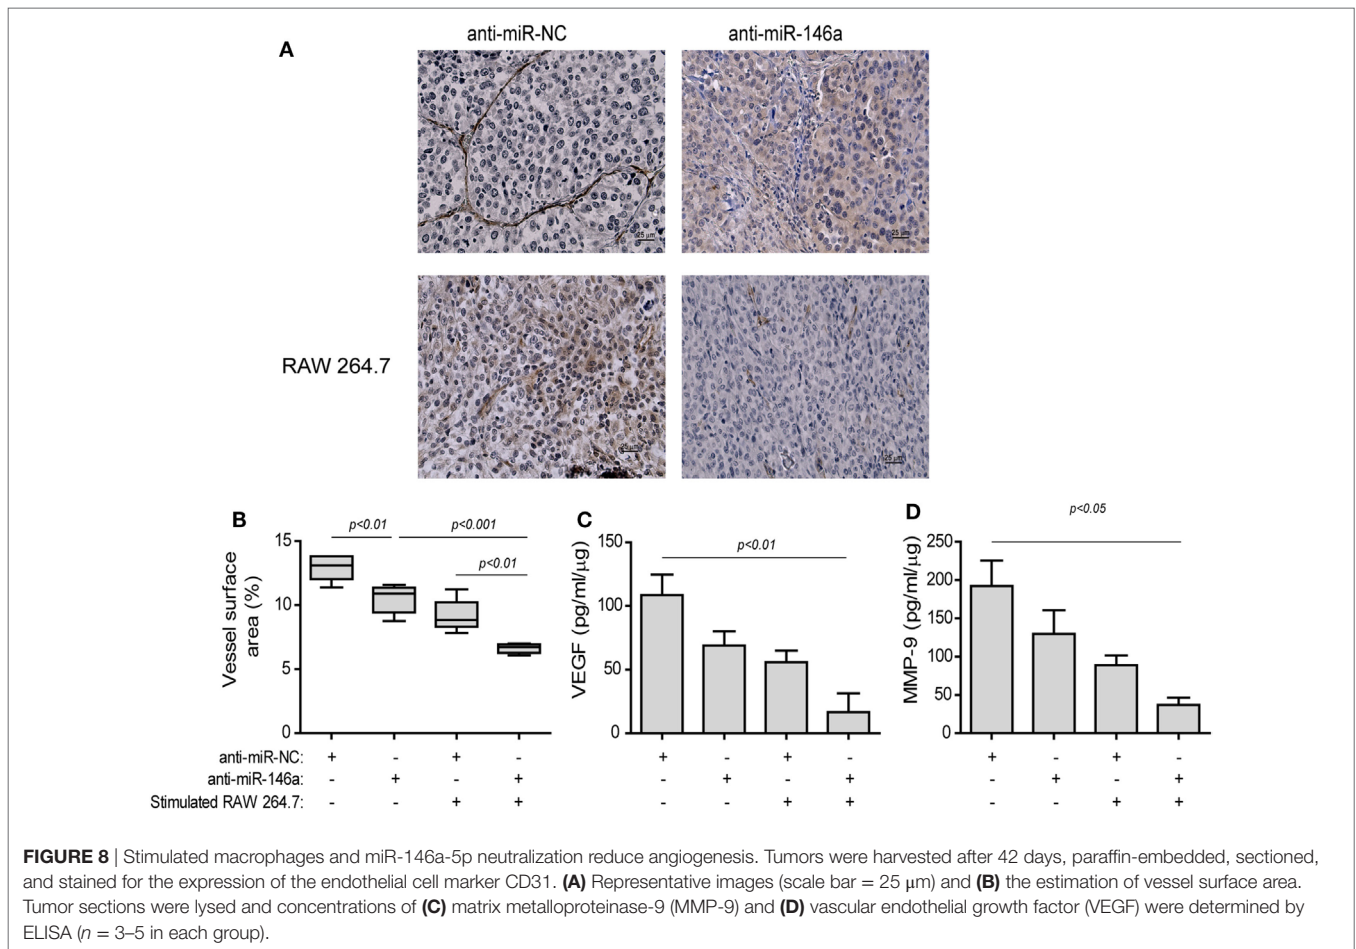 anti-miR-NC anti-miR-146a
A
25 µm 25 µm
RAW 264.7
25 µm 25 µm
B
p<0.01 p<0.001
p<0.01
Vessel surface
area (%)
15
10
5
0
C
p<0.01
VEGF (pg/ml/µg)
150
100
50
0
D
p<0.05
MMP-9 (pg/ml/µg)
250
200
150
100
50
0
anti-miR-NC: + - + - + - + - + - + -
anti-miR-146a: - + - + - + - + - + - +
Stimulated RAW 264.7: - - + + - - + + - - + +
FIGURE 8 | Stimulated macrophages and miR-146a-5p neutralization reduce angiogenesis. Tumors were harvested after 42 days, paraffin-embedded, sectioned,
and stained for the expression of the endothelial cell marker CD31. (A) Representative images (scale bar = 25 µm) and (B) the estimation of vessel surface area.
Tumor sections were lysed and concentrations of (C) matrix metalloproteinase-9 (MMP-9) and (D) vascular endothelial growth factor (VEGF) were determined by
ELISA (n = 3–5 in each group).